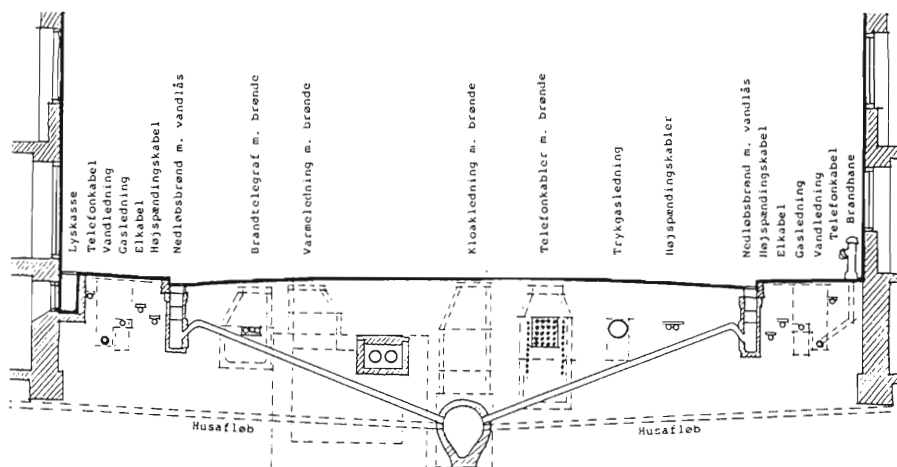 Lyskasse
Telefonkabel
Vandledning
Gasledning
Elkabel
Højspændingskabel
Nedløbsbrønd m. vandlås
Brandtelegraf m. brønde
Varmeledning m. brønde
Kloakledning m. brønde
Telefonkabler m. brønde
Trykgasledning
Højspændingskabler
Nedløbsbrønd m. vandlås
Højspændingskabel
Elkabel
Gasledning
Vandledning
Telefonkabel
Brandhane
Husafløb
Husafløb